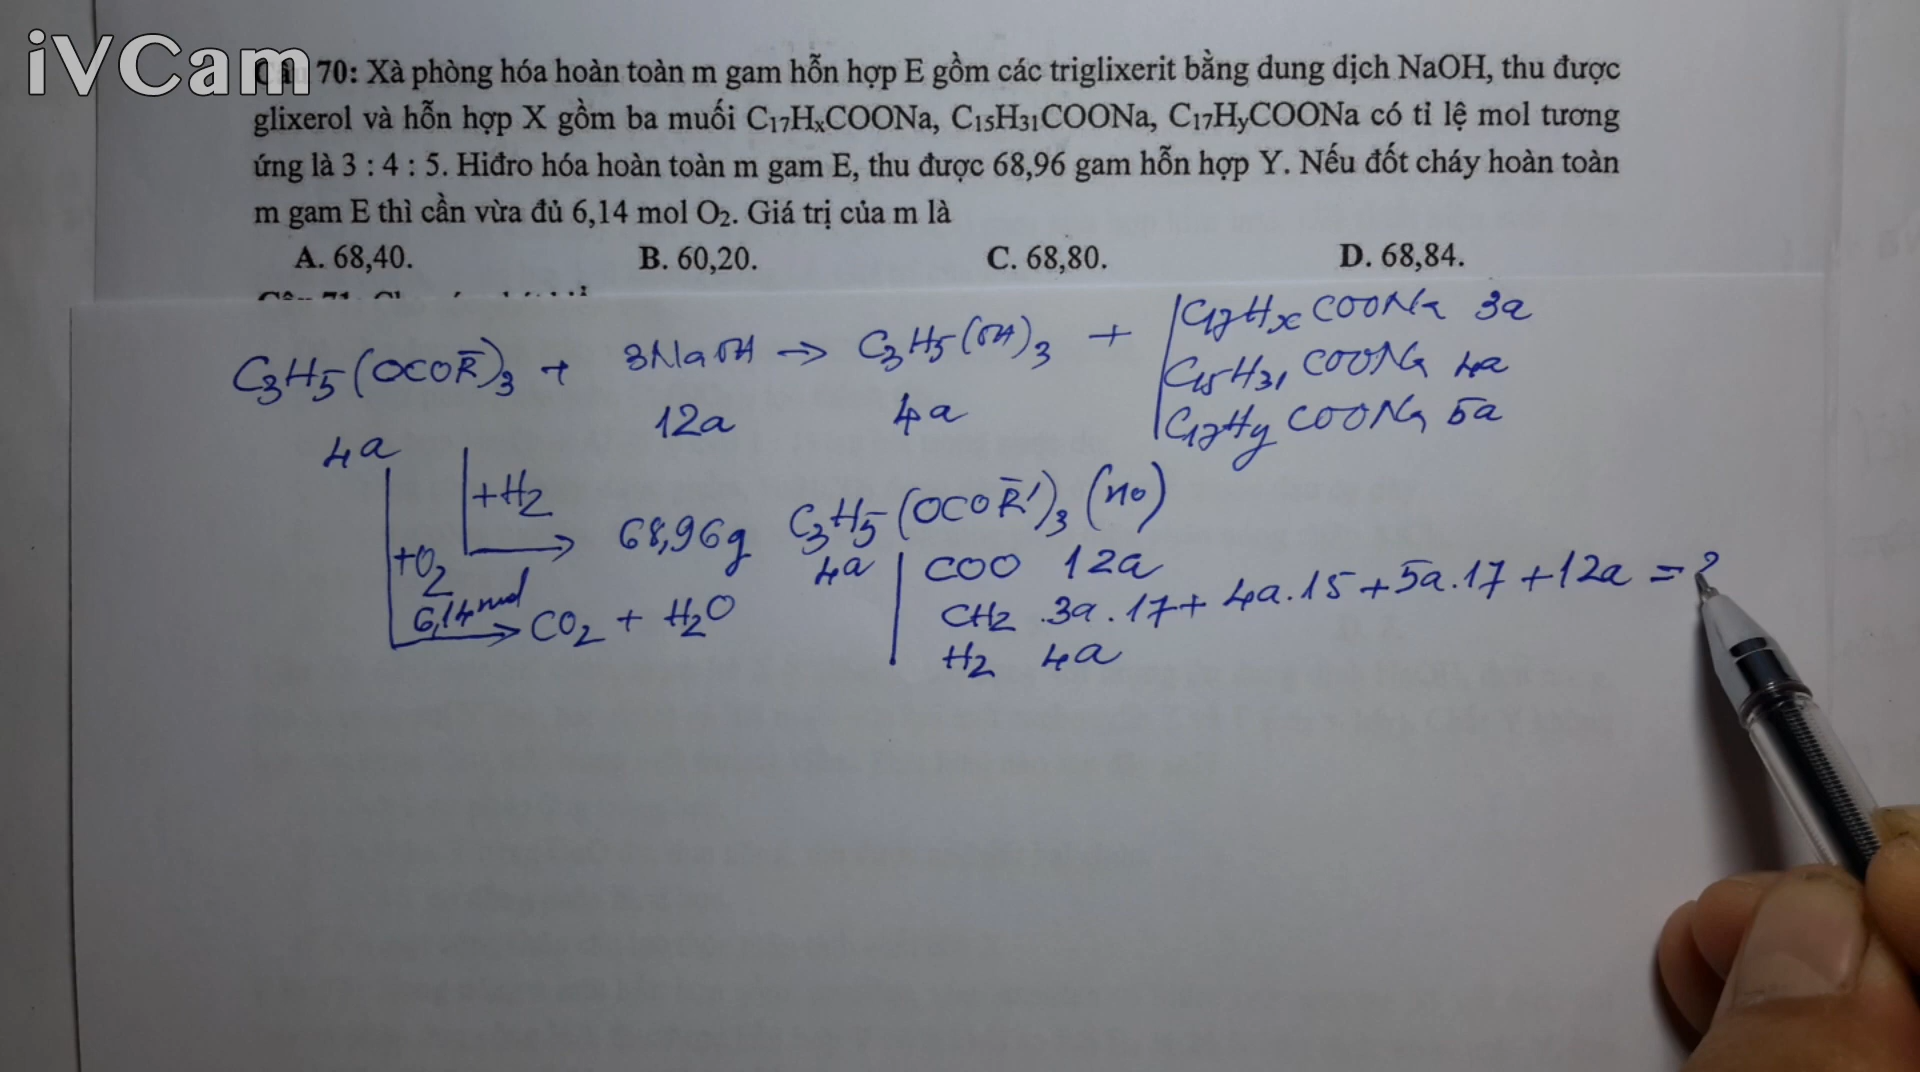 iVCam
70: Xà phòng hóa hoàn toàn m gam hỗn hợp E gồm các triglixerit bằng dung dịch NaOH, thu được
glixerol và hỗn hợp X gồm ba muối C₁₇HₓCOONa, C₁₅H₃₁COONa, C₁₇HyCOONa có tỉ lệ mol tương
ứng là 3 : 4 : 5. Hiđro hóa hoàn toàn m gam E, thu được 68,96 gam hỗn hợp Y. Nếu đốt cháy hoàn toàn
m gam E thì cần vừa đủ 6,14 mol O₂. Giá trị của m là
A. 68,40. B. 60,20. C. 68,80. D. 68,84.
C₃H₅(OCOR̅)₃ + 3NaOH → C₃H₅(OH)₃ + C₁₇HₓCOONa 3a
C₁₅H₃₁COONa 4a
C₁₇HyCOONa 5a
4a 12a 4a
+H₂ 68,96g C₃H₅(OCOR̅')₃ (no)
4a COO 12a
+O₂ 6,14 mol CO₂ + H₂O
CH₂ 3a.17 + 4a.15 + 5a.17 + 12a =
H₂ 4a